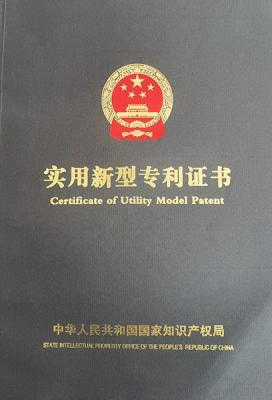 实用新型专利证书
Certificate of Utility Model Patent
中华人民共和国国家知识产权局
STATE INTELLECTUAL PROPERTY OFFICE OF THE PEOPLE'S REPUBLIC OF CHINA